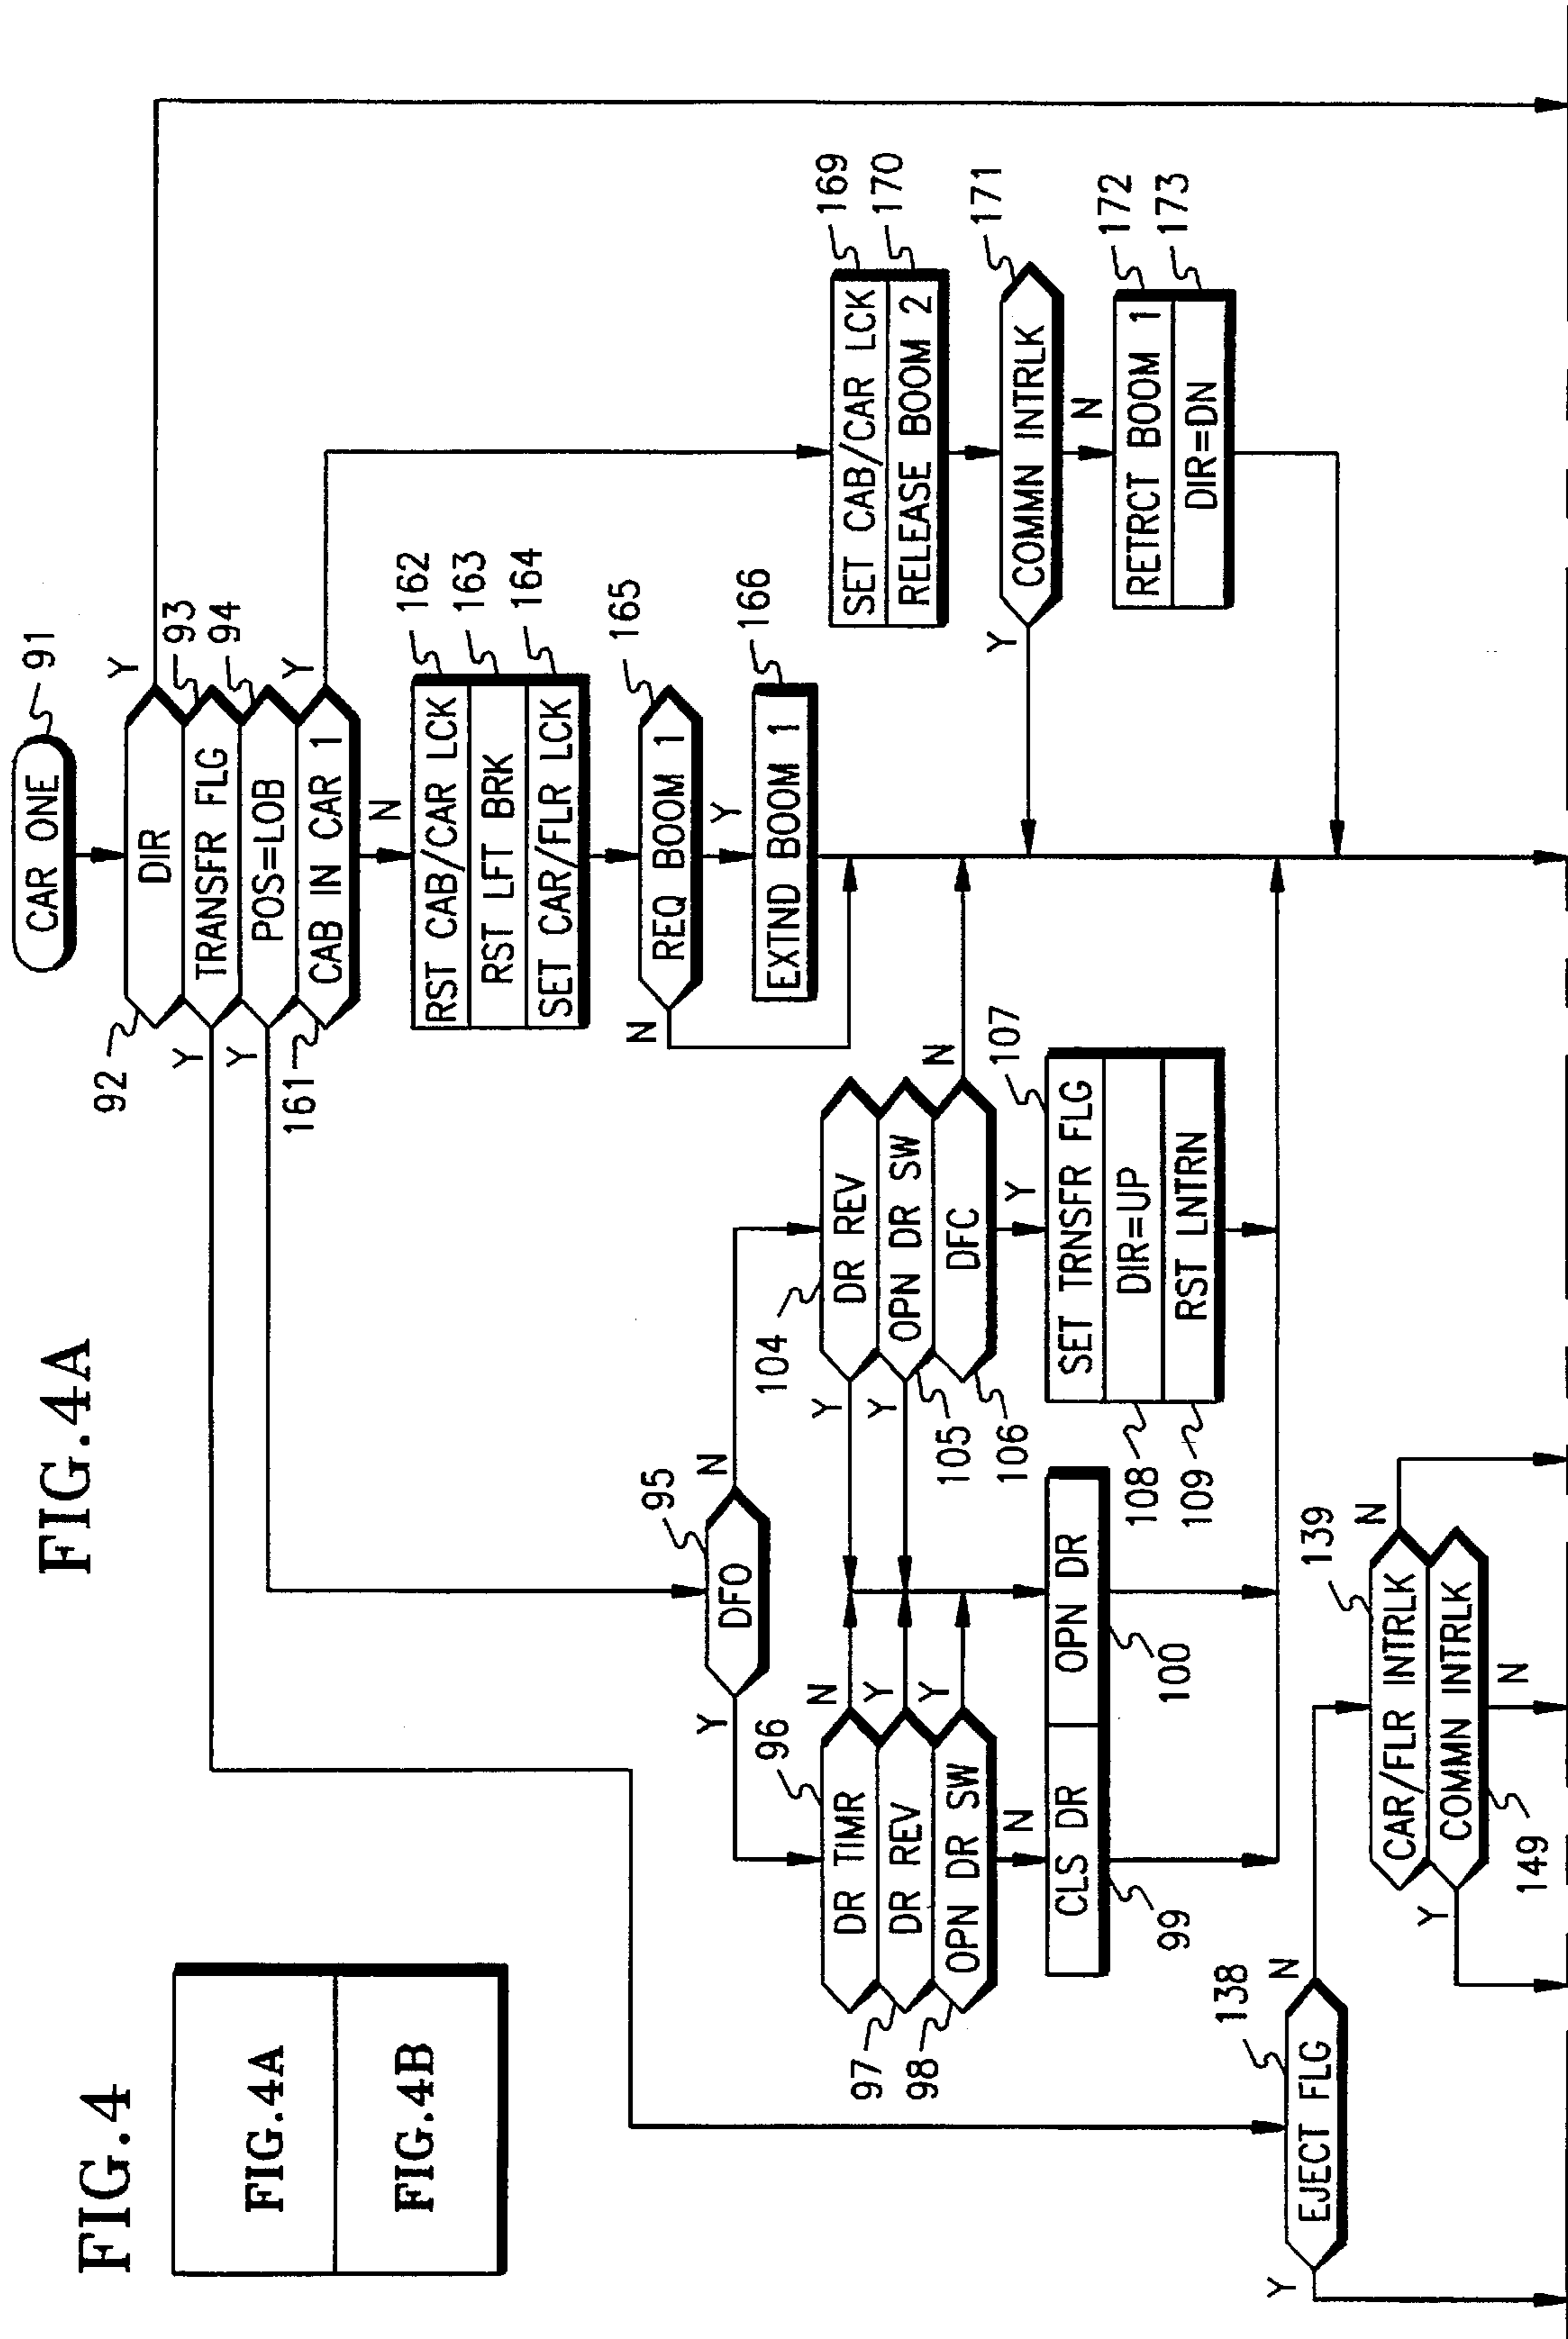 FIG.4
FIG.4A
FIG.4B
FIG.4A
CAR ONE
91
92
DIR
Y
93
Y
TRANSFR FLG
94
Y
POS=LOB
161
CAB IN CAR 1
Y
N
RST CAB/CAR LCK
162
RST LFT BRK
163
SET CAR/FLR LCK
164
REQ BOOM 1
165
N
Y
EXTND BOOM 1
166
SET CAB/CAR LCK
169
RELEASE BOOM 2
170
COMMN INTRLK
171
Y
N
RETRCT BOOM 1
172
DIR=DN
173
DFO
95
Y
N
DR TIMR
96
N
97
DR REV
Y
98
OPN DR SW
Y
N
CLS DR
99
OPN DR
100
104
DR REV
Y
OPN DR SW
105
Y
DFC
106
N
Y
SET TRNSFR FLG
107
DIR=UP
108
RST LNTRN
109
EJECT FLG
138
Y
N
CAR/FLR INTRLK
139
N
COMMN INTRLK
149
Y
N